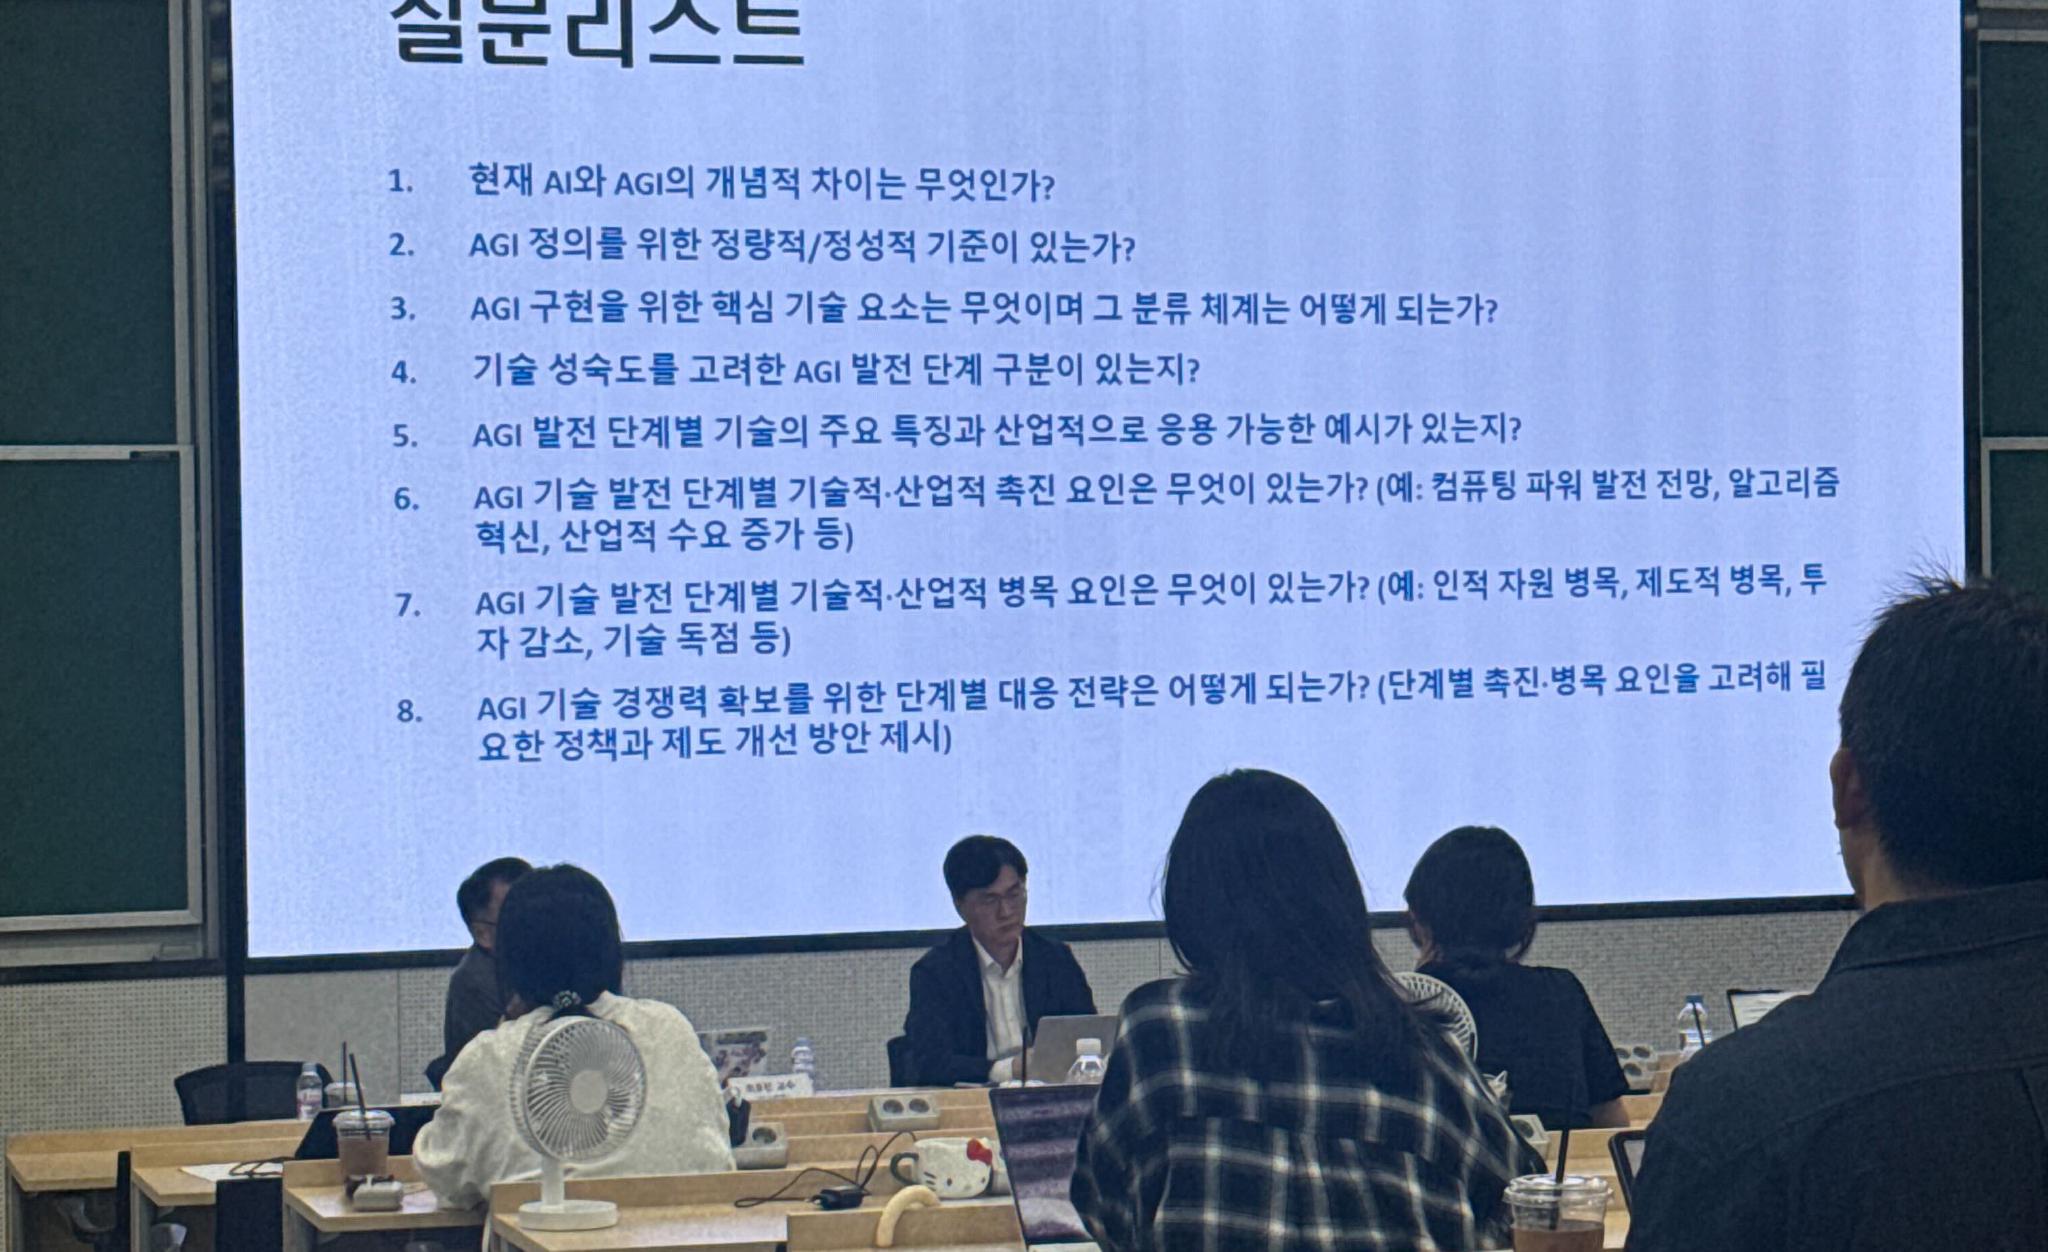 질문리스트
1. 현재 AI와 AGI의 개념적 차이는 무엇인가?
2. AGI 정의를 위한 정량적/정성적 기준이 있는가?
3. AGI 구현을 위한 핵심 기술 요소는 무엇이며 그 분류 체계는 어떻게 되는가?
4. 기술 성숙도를 고려한 AGI 발전 단계 구분이 있는지?
5. AGI 발전 단계별 기술의 주요 특징과 산업적으로 응용 가능한 예시가 있는지?
6. AGI 기술 발전 단계별 기술적·산업적 촉진 요인은 무엇이 있는가? (예: 컴퓨팅 파워 발전 전망, 알고리즘
혁신, 산업적 수요 증가 등)
7. AGI 기술 발전 단계별 기술적·산업적 병목 요인은 무엇이 있는가? (예: 인적 자원 병목, 제도적 병목, 투
자 감소, 기술 독점 등)
8. AGI 기술 경쟁력 확보를 위한 단계별 대응 전략은 어떻게 되는가? (단계별 촉진·병목 요인을 고려해 필
요한 정책과 제도 개선 방안 제시)
교수